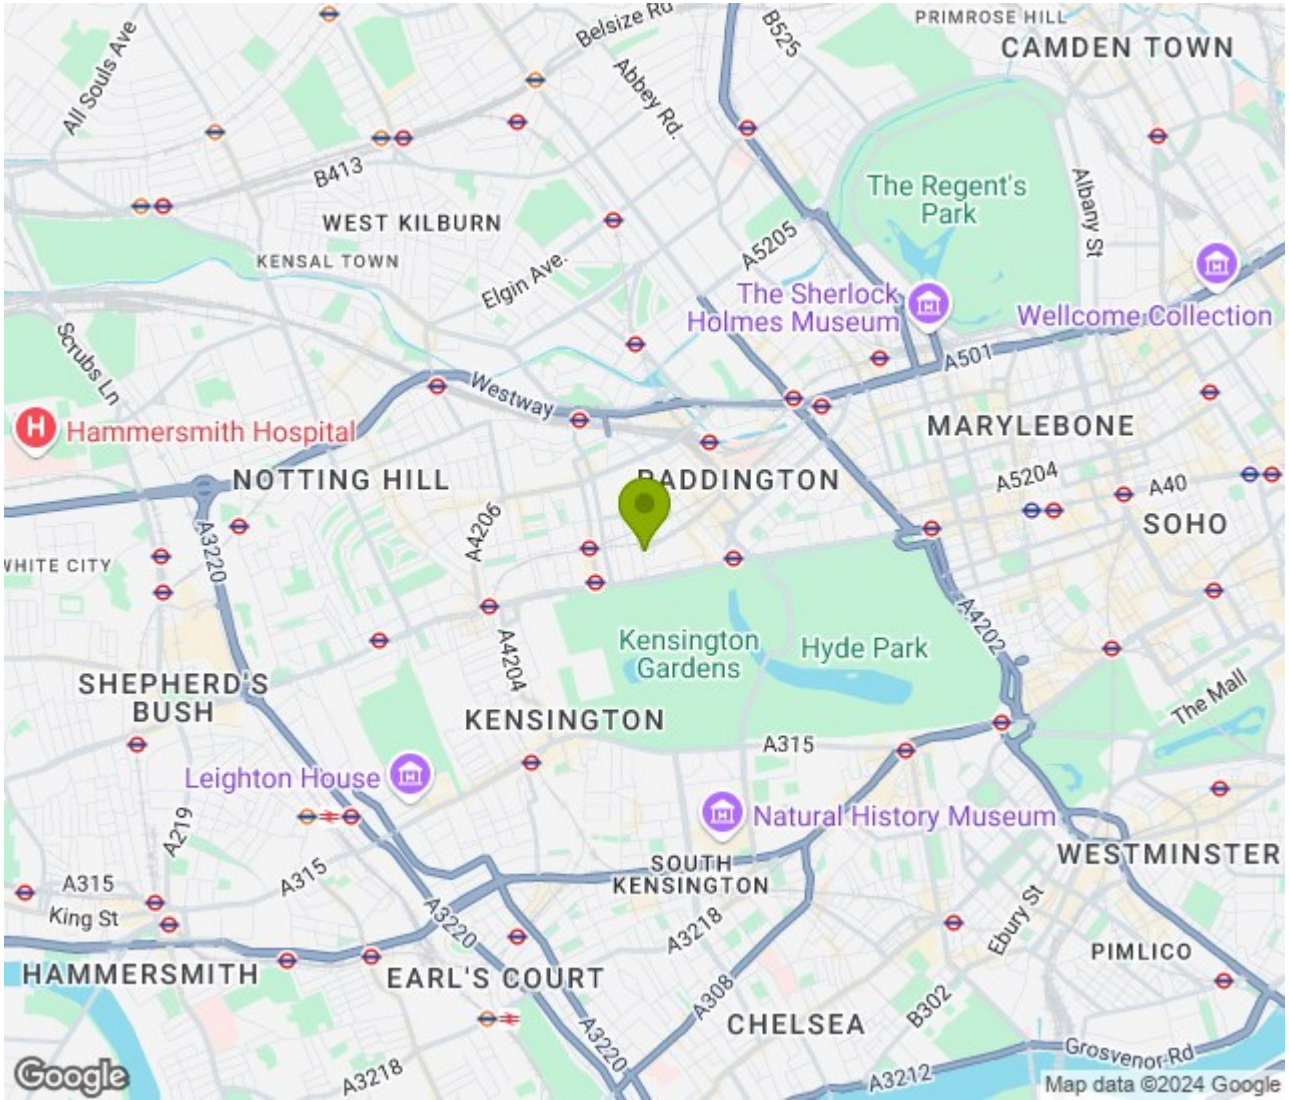 PRIMROSE HILL
Belsize Rd
B525
CAMDEN TOWN
All Souls Ave
Abbey Rd.
B413
Albany St
The Regent's
Park
WEST KILBURN
KENSAL TOWN
A5205
Elgin Ave.
The Sherlock
Holmes Museum
Wellcome Collection
Scrubs Ln
A501
Westway
H
Hammersmith Hospital
MARYLEBONE
NOTTING HILL
PADDINGTON
A5204
A40
A4206
SOHO
A3220
WHITE CITY
A4202
Kensington
Gardens
Hyde Park
A4204
SHEPHERD'S
BUSH
The Mall
KENSINGTON
A315
Leighton House
Natural History Museum
A219
WESTMINSTER
SOUTH
KENSINGTON
A315
A315
King St
A3220
A3218
Ebury St
PIMLICO
HAMMERSMITH
EARL'S COURT
A308
B302
CHELSEA
A3220
Grosvenor Rd
A3218
A3212
Google
Map data ©2024 Google